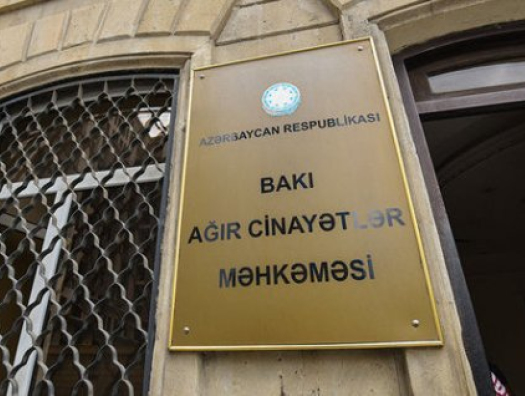 AZƏRBAYCAN RESPUBLİKASI
BAKI
AĞIR CİNAYƏTLƏR
MƏHKƏMƏSİ